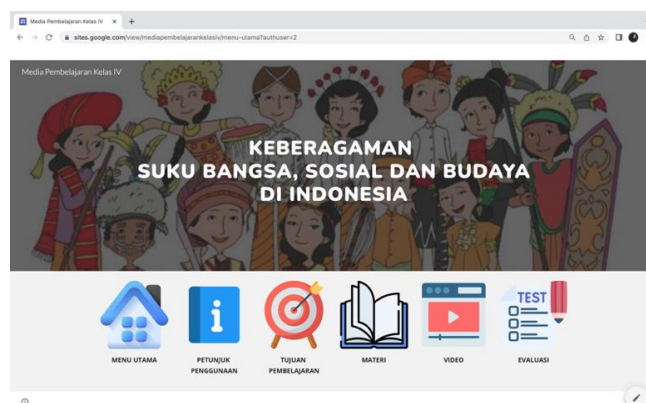 Media Pembelajaran Kelas IV
sites.google.com/view/mediapembelajarankelasiv/menu-utama?authuser=2
Media Pembelajaran Kelas IV
KEBERAGAMAN
SUKU BANGSA, SOSIAL DAN BUDAYA
DI INDONESIA
TEST
MENU UTAMA
PETUNJUK
PENGGUNAAN
TUJUAN
PEMBELAJARAN
MATERI
VIDEO
EVALUASI